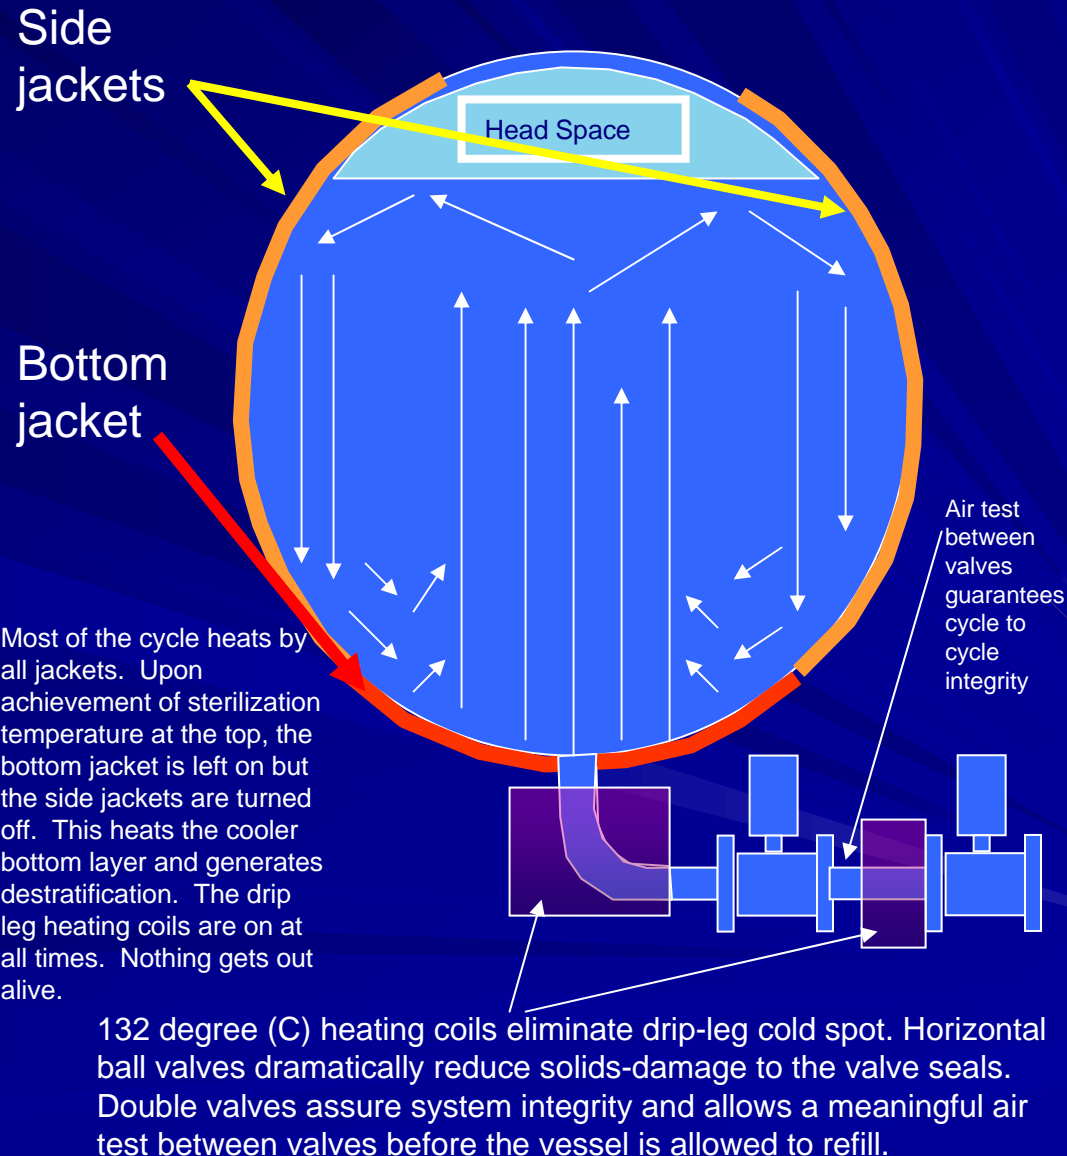 Side
jackets
Head Space
Bottom
jacket
Air test
between
valves
guarantees
cycle to
cycle
integrity
Most of the cycle heats by
all jackets.  Upon
achievement of sterilization
temperature at the top, the
bottom jacket is left on but
the side jackets are turned
off.  This heats the cooler
bottom layer and generates
destratification.  The drip
leg heating coils are on at
all times.  Nothing gets out
alive.
132 degree (C) heating coils eliminate drip-leg cold spot. Horizontal
ball valves dramatically reduce solids-damage to the valve seals.
Double valves assure system integrity and allows a meaningful air
test between valves before the vessel is allowed to refill.